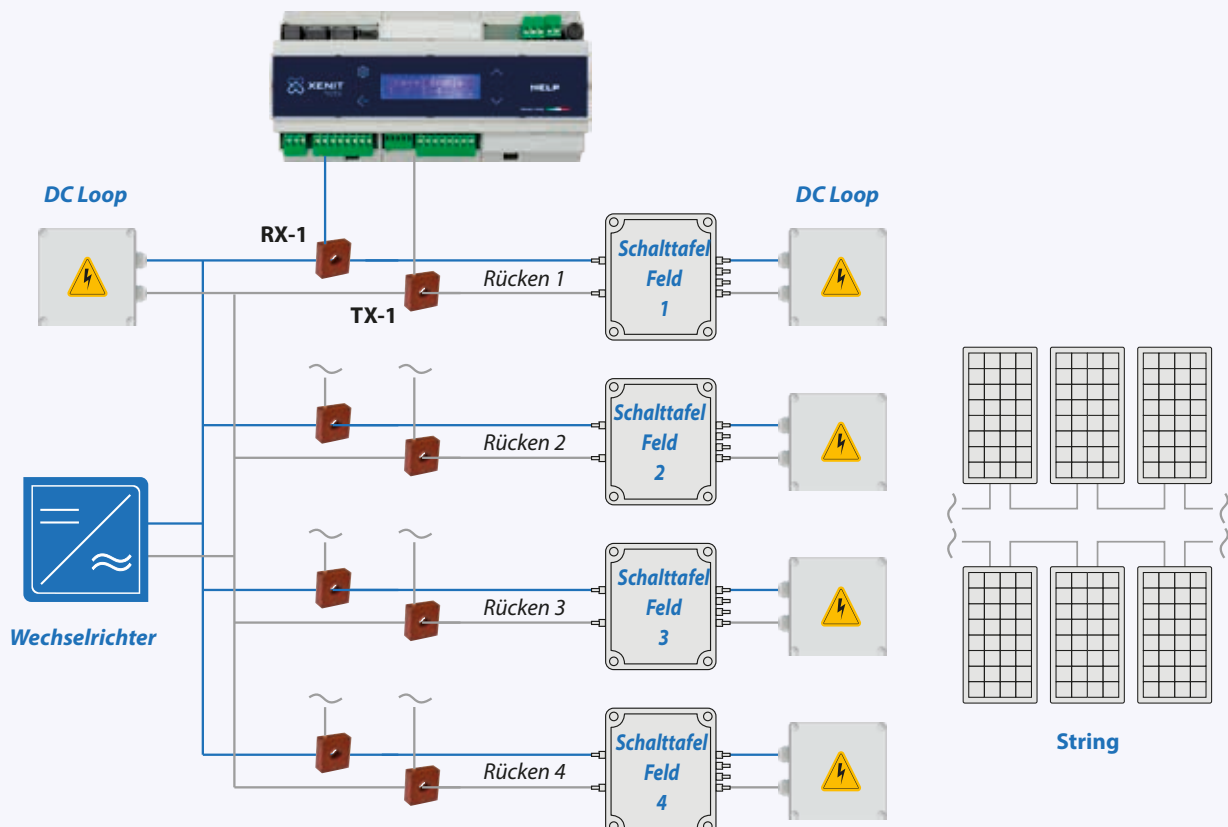 XENIT
HELP
DC Loop
DC Loop
RX-1
TX-1
Rücken 1
Schalttafel
Feld
1
Rücken 2
Schalttafel
Feld
2
Rücken 3
Schalttafel
Feld
3
Wechselrichter
Rücken 4
Schalttafel
Feld
4
String